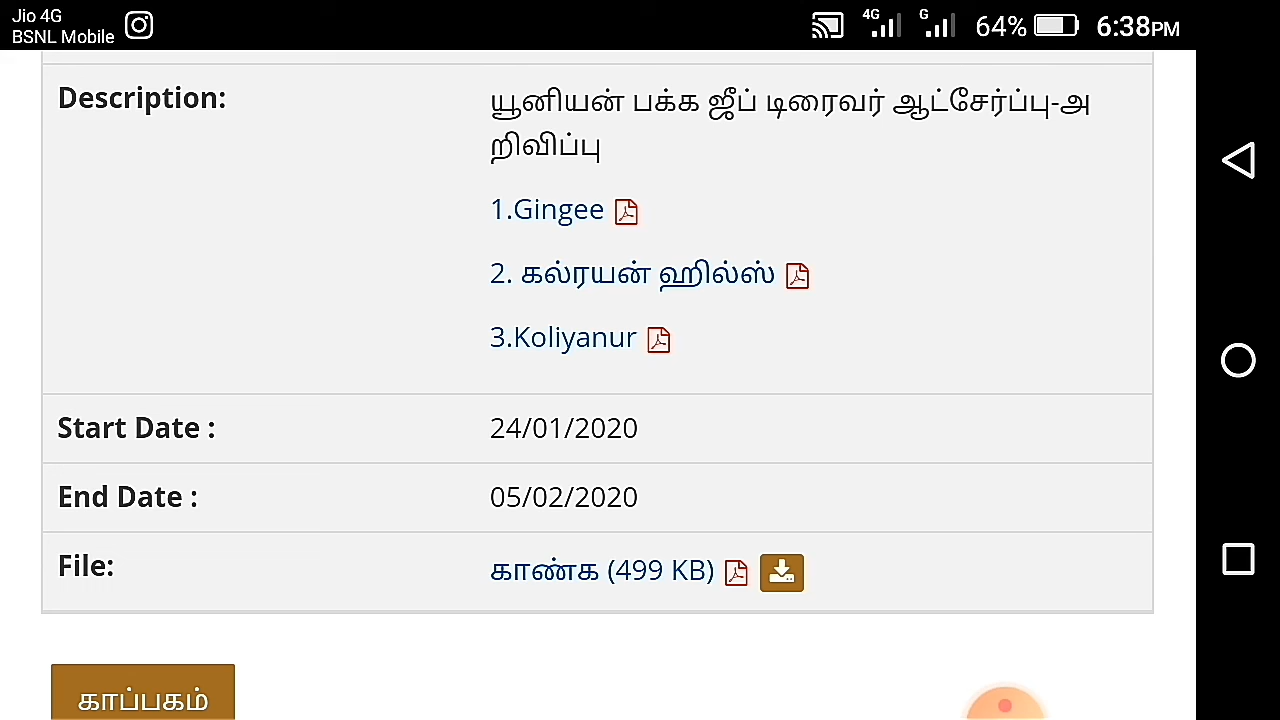 Jio 4G
BSNL Mobile
4G
G
64%
6:38PM
Description:
யூனியன் பக்க ஜீப் டிரைவர் ஆட்சேர்ப்பு-அ
றிவிப்பு
1.Gingee
2. கல்ரயன் ஹில்ஸ்
3.Koliyanur
Start Date :
24/01/2020
End Date :
05/02/2020
File:
காண்க (499 KB)
காப்பகம்